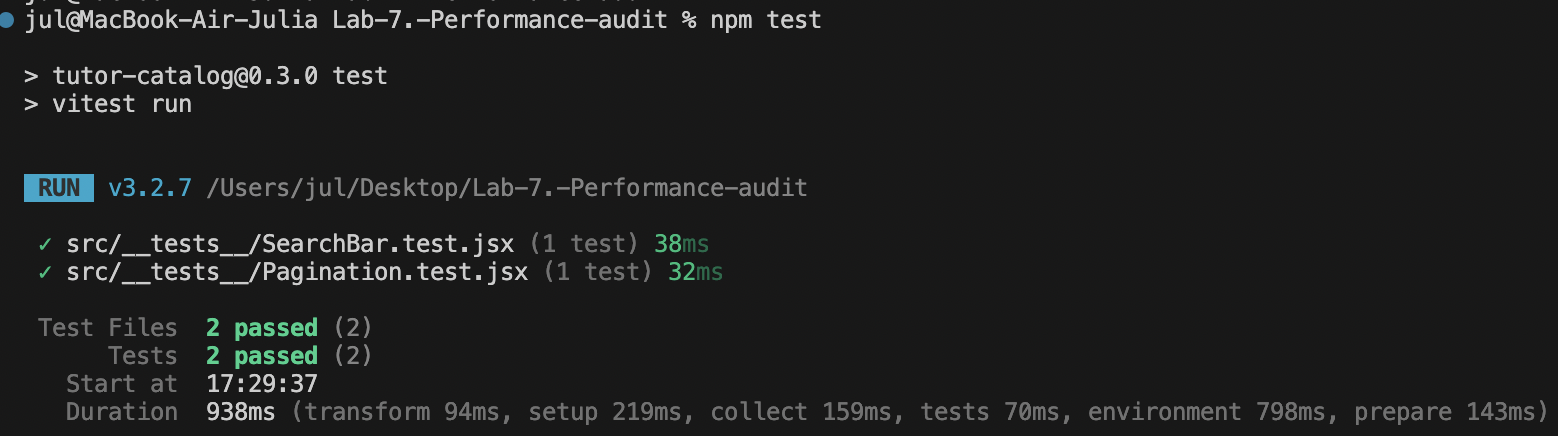 jul@MacBook-Air-Julia Lab-7.-Performance-audit % npm test
> tutor-catalog@0.3.0 test
> vitest run
RUN v3.2.7 /Users/jul/Desktop/Lab-7.-Performance-audit
✓ src/__tests__/SearchBar.test.jsx (1 test) 38ms
✓ src/__tests__/Pagination.test.jsx (1 test) 32ms
Test Files 2 passed (2)
Tests 2 passed (2)
Start at 17:29:37
Duration 938ms (transform 94ms, setup 219ms, collect 159ms, tests 70ms, environment 798ms, prepare 143ms)